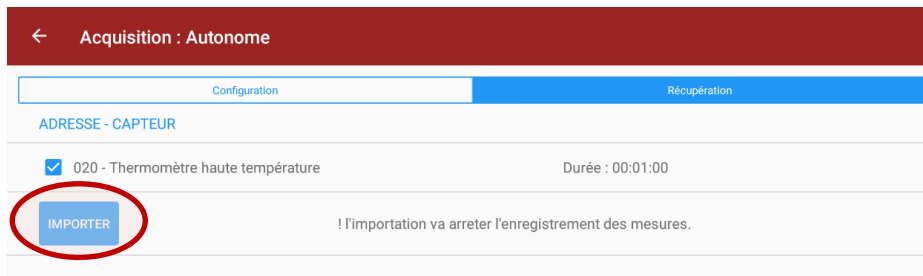 Acquisition : Autonome
Configuration Récupération
ADRESSE - CAPTEUR
020 - Thermomètre haute température Durée : 00:01:00
IMPORTER ! l'importation va arreter l'enregistrement des mesures.